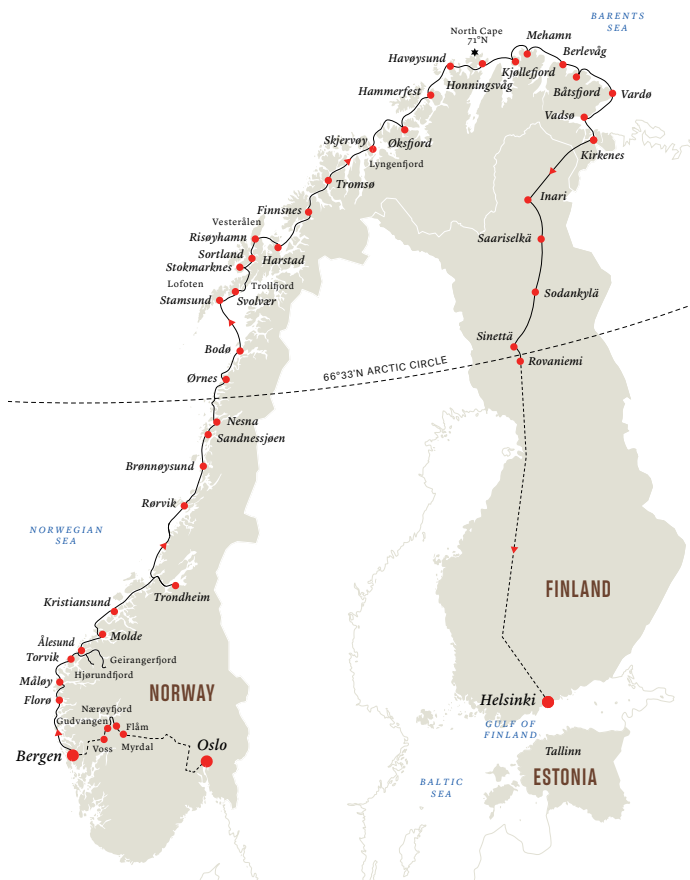 BARENTS
SEA
North Cape
71°N
Mehamn
Berlevåg
Havøysund
Kjøllefjord
Honningsvåg
Hammerfest
Båtsfjord
Vardø
Vadsø
Skjervøy
Øksfjord
Kirkenes
Lyngenfjord
Tromsø
Inari
Finnsnes
Vesterålen
Risøyhamn
Saariselkä
Sortland
Harstad
Stokmarknes
Lofoten
Trollfjord
Stamsund
Svolvær
Sodankylä
Sinettä
Bodø
Rovaniemi
66°33'N ARCTIC CIRCLE
Ørnes
Nesna
Sandnessjøen
Brønnøysund
Rørvik
NORWEGIAN
SEA
Trondheim
FINLAND
Kristiansund
Molde
Ålesund
Torvik
Geirangerfjord
Hjørundfjord
Måløy
NORWAY
Florø
Helsinki
Nærøyfjord
Gudvangen
Flåm
GULF OF
FINLAND
Voss
Myrdal
Oslo
Bergen
Tallinn
ESTONIA
BALTIC
SEA